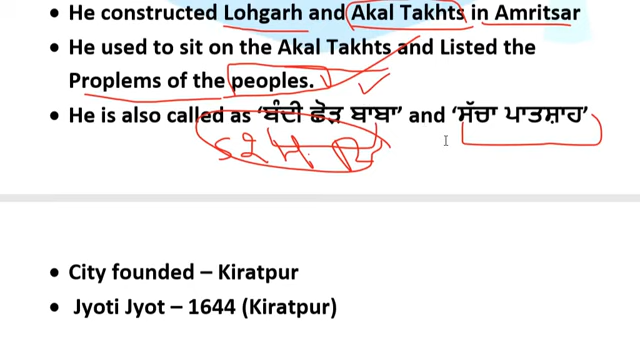 • He constructed Lohgarh and Akal Takhts in Amritsar
• He used to sit on the Akal Takhts and Listed the
Proplems of the peoples.
• He is also called as ‘ਬੰਦੀ ਛੋੜ ਬਾਬਾ’ and ‘ਸੱਚਾ ਪਾਤਸ਼ਾਹ’
52 H.
• City founded – Kiratpur
• Jyoti Jyot – 1644 (Kiratpur)